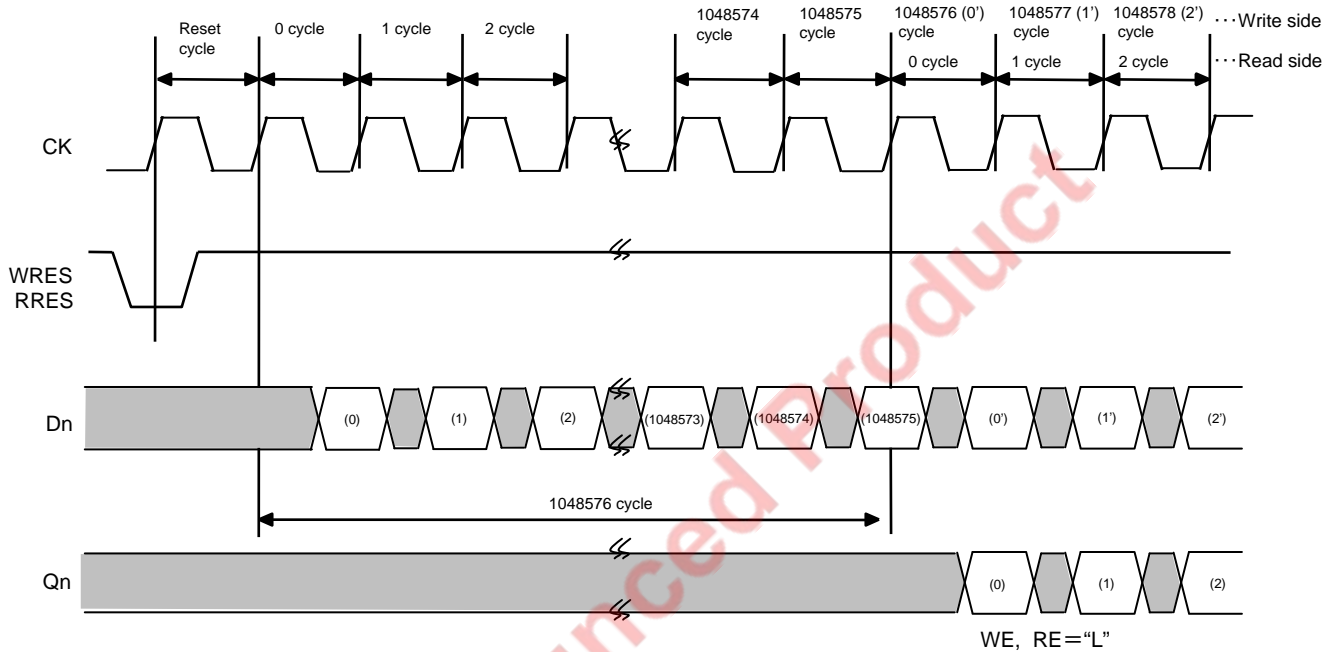 Reset cycle
0 cycle
1 cycle
2 cycle
1048574 cycle
1048575 cycle
1048576 (0') cycle
1048577 (1') cycle
1048578 (2') cycle
···Write side
0 cycle
1 cycle
2 cycle
···Read side
CK
WRES
RRES
Dn
(0)
(1)
(2)
(1048573)
(1048574)
(1048575)
(0')
(1')
(2')
1048576 cycle
Qn
(0)
(1)
(2)
WE, RE＝“L”
Product